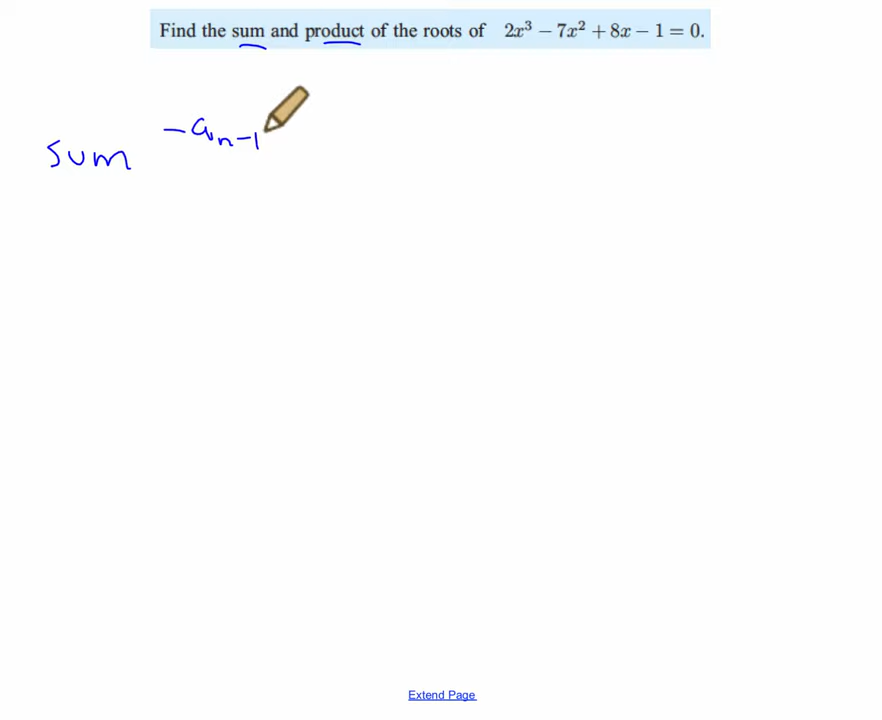 Find the sum and product of the roots of 2x³ − 7x² + 8x − 1 = 0.
sum −aₙ₋₁
Extend Page